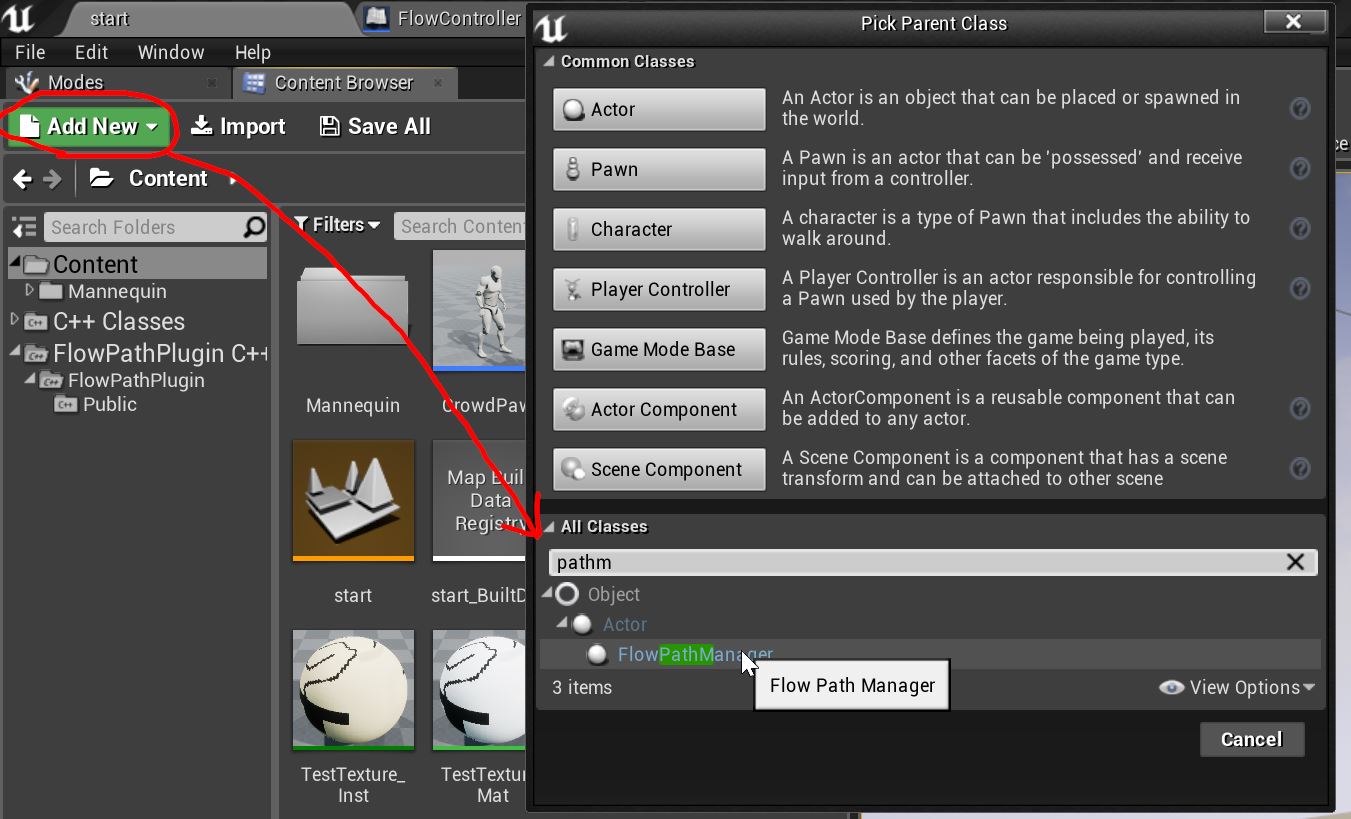 start
FlowController
File Edit Window Help
Modes
Content Browser
Add New
Import
Save All
Content
Search Folders
Content
Mannequin
C++ Classes
FlowPathPlugin C++
FlowPathPlugin
Public
Filters
Search Conten
Mannequin
CrowdPaw
start
Map Buil
Data
Registry
start_BuiltD
TestTexture_
Inst
TestTextur
Mat
Pick Parent Class
Common Classes
Actor
An Actor is an object that can be placed or spawned in
the world.
Pawn
A Pawn is an actor that can be 'possessed' and receive
input from a controller.
Character
A character is a type of Pawn that includes the ability to
walk around.
Player Controller
A Player Controller is an actor responsible for controlling
a Pawn used by the player.
Game Mode Base
Game Mode Base defines the game being played, its
rules, scoring, and other facets of the game type.
Actor Component
An ActorComponent is a reusable component that can
be added to any actor.
Scene Component
A Scene Component is a component that has a scene
transform and can be attached to other scene
All Classes
pathm
Object
Actor
FlowPathManager
Flow Path Manager
3 items
View Options
Cancel
ce